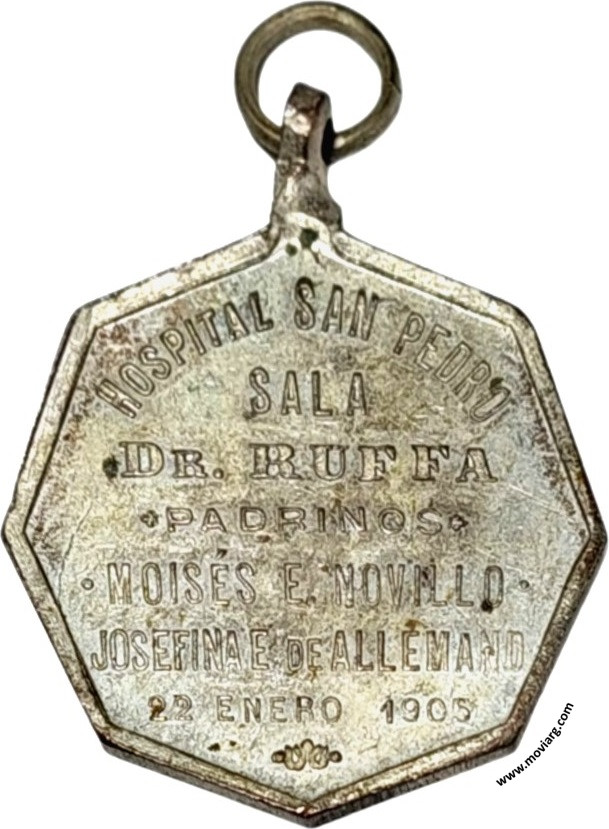 HOSPITAL SAN PEDRO
SALA
DR. RUFFA
PADRINOS
MOISÉS E. NOVILLO
JOSEFINA E. DE ALLEMAND
22 ENERO 1905
www.moviarg.com